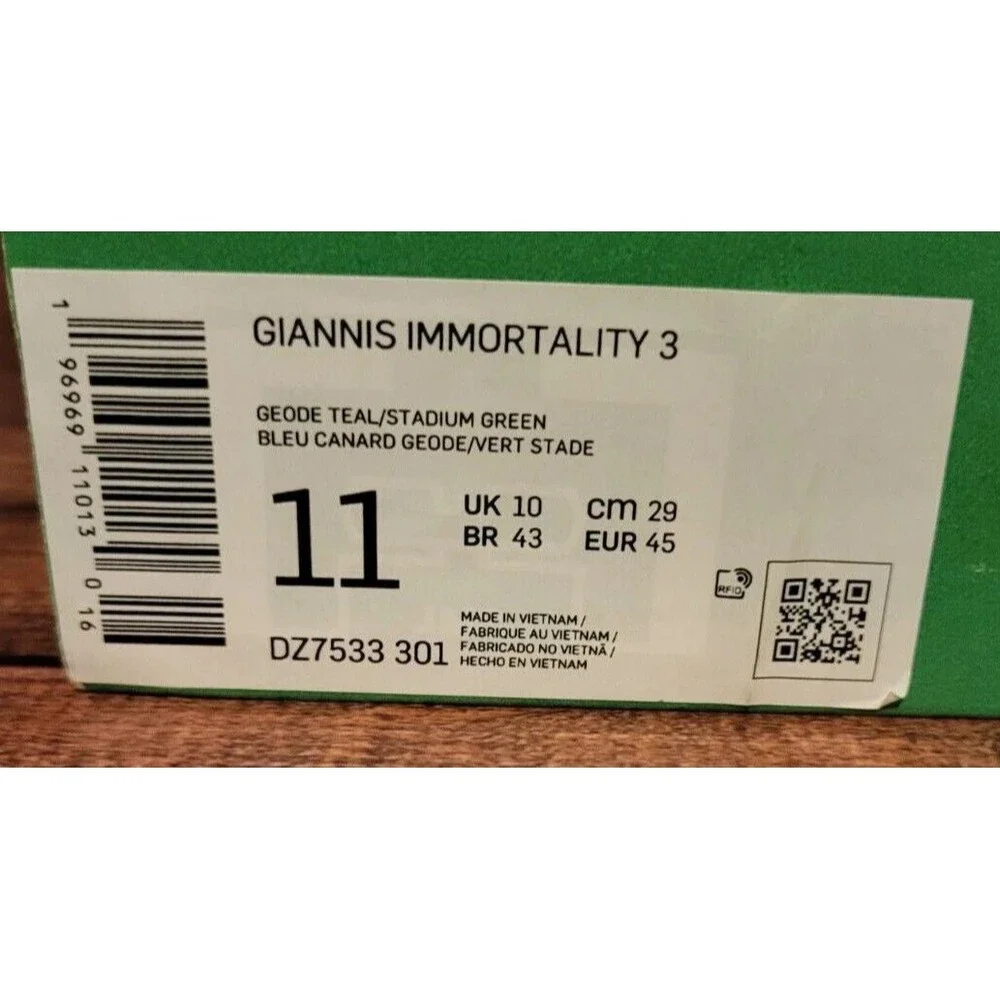 GIANNIS IMMORTALITY 3
GEODE TEAL/STADIUM GREEN
BLEU CANARD GEODE/VERT STADE
11
UK 10 cm 29
BR 43 EUR 45
DZ7533 301
MADE IN VIETNAM /
FABRIQUE AU VIETNAM /
FABRICADO NO VIETNÃ /
HECHO EN VIETNAM
RFID
1 96969 11013 0 16